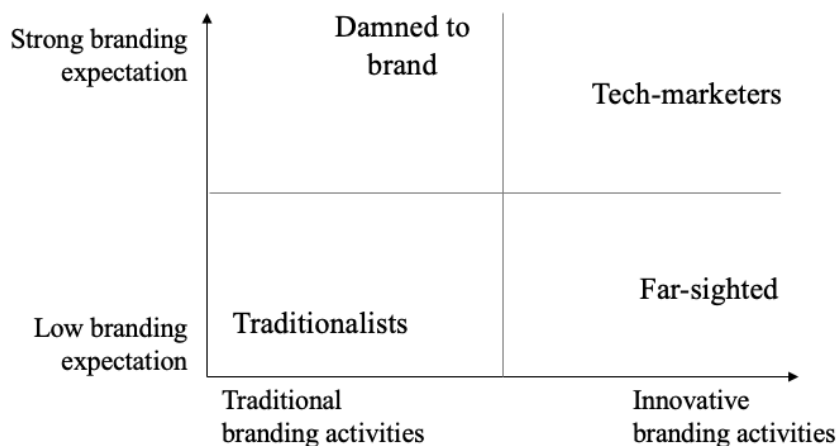 Strong branding
expectation
Damned to
brand
Tech-marketers
Far-sighted
Traditionalists
Low branding
expectation
Traditional
branding activities
Innovative
branding activities